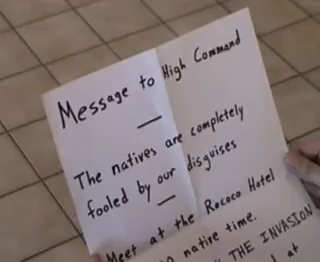 Message to High Command
The natives are completely
fooled by our disguises
Meet at the Rococo Hotel
native time.
THE INVASION
at